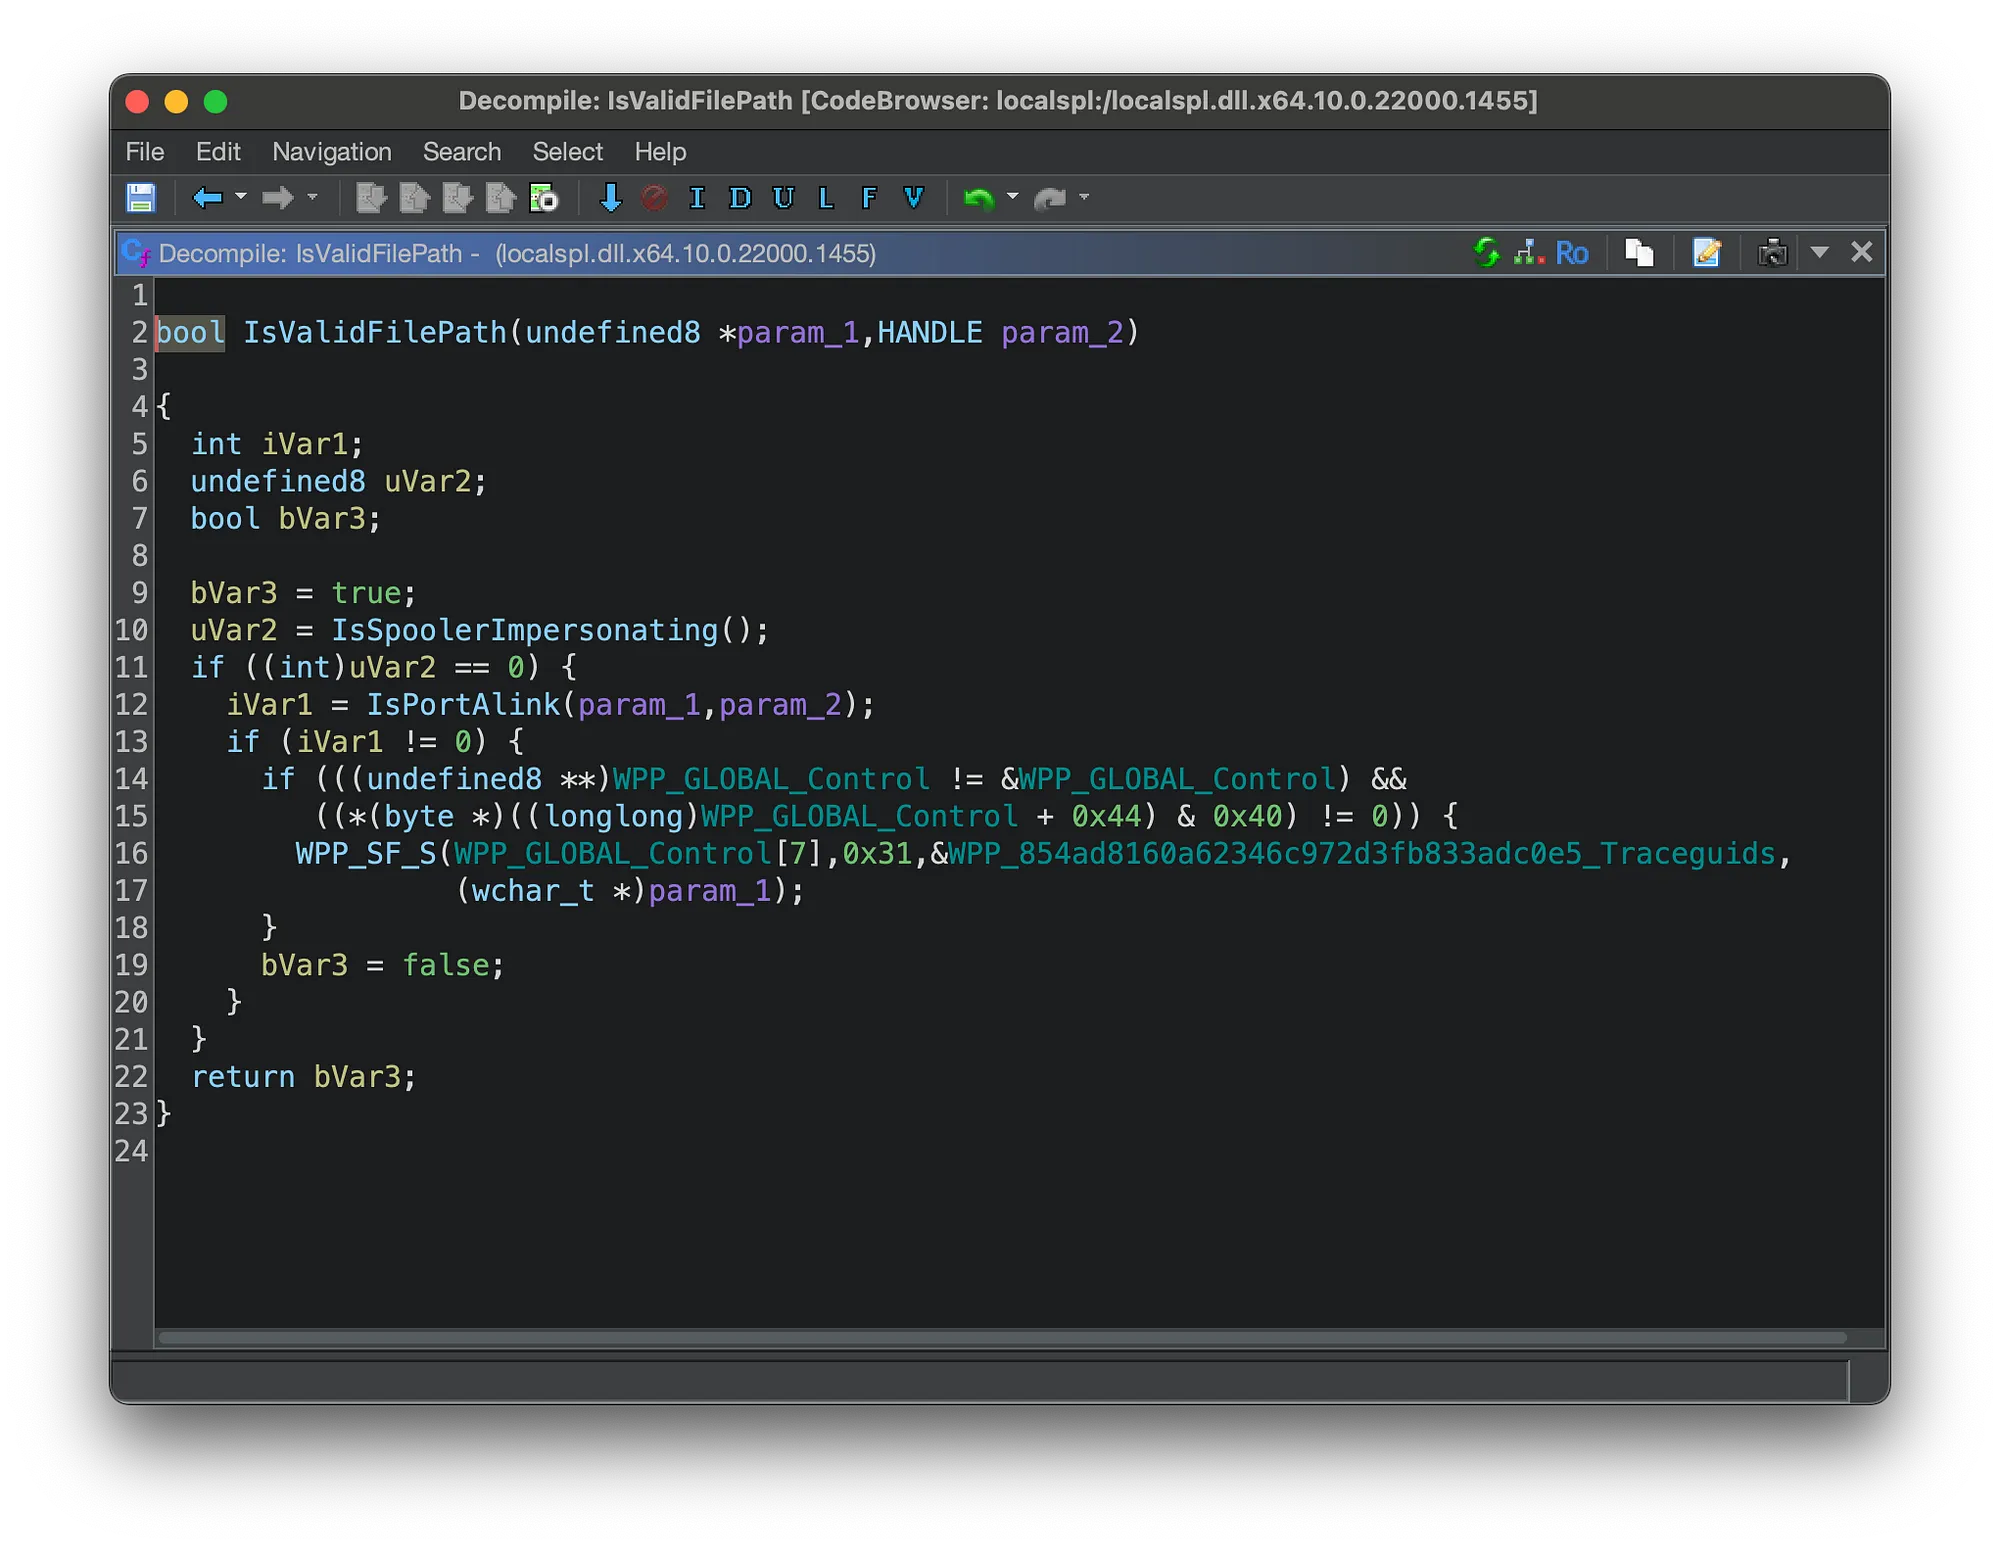 Decompile: IsValidFilePath [CodeBrowser: localspl:/localspl.dll.x64.10.0.22000.1455]
File Edit Navigation Search Select Help
I D U L F V
Cf Decompile: IsValidFilePath - (localspl.dll.x64.10.0.22000.1455) Ro
1
2 bool IsValidFilePath(undefined8 *param_1,HANDLE param_2)
3
4 {
5   int iVar1;
6   undefined8 uVar2;
7   bool bVar3;
8
9   bVar3 = true;
10   uVar2 = IsSpoolerImpersonating();
11   if ((int)uVar2 == 0) {
12     iVar1 = IsPortAlink(param_1,param_2);
13     if (iVar1 != 0) {
14       if (((undefined8 **)WPP_GLOBAL_Control != &WPP_GLOBAL_Control) &&
15          ((*(byte *)((longlong)WPP_GLOBAL_Control + 0x44) & 0x40) != 0)) {
16         WPP_SF_S(WPP_GLOBAL_Control[7],0x31,&WPP_854ad8160a62346c972d3fb833adc0e5_Traceguids,
17                  (wchar_t *)param_1);
18       }
19       bVar3 = false;
20     }
21   }
22   return bVar3;
23 }
24